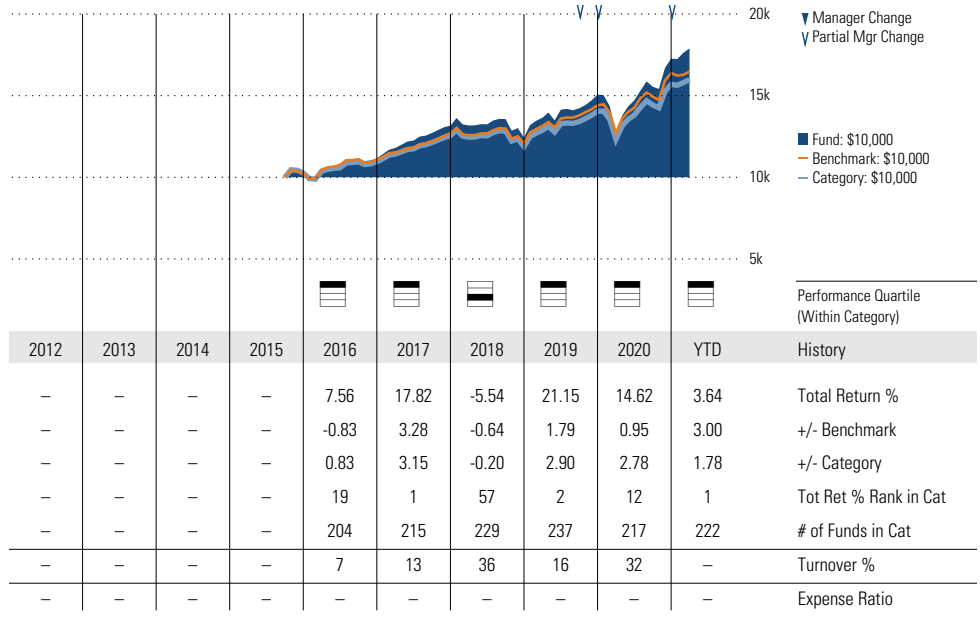 20k
▼ Manager Change
∨ Partial Mgr Change
15k
Fund: $10,000
Benchmark: $10,000
Category: $10,000
10k
5k
Performance Quartile
(Within Category)
2012 2013 2014 2015 2016 2017 2018 2019 2020 YTD History
– – – – 7.56 17.82 -5.54 21.15 14.62 3.64 Total Return %
– – – – -0.83 3.28 -0.64 1.79 0.95 3.00 +/- Benchmark
– – – – 0.83 3.15 -0.20 2.90 2.78 1.78 +/- Category
– – – – 19 1 57 2 12 1 Tot Ret % Rank in Cat
– – – – 204 215 229 237 217 222 # of Funds in Cat
– – – – 7 13 36 16 32 – Turnover %
– – – – – – – – – – Expense Ratio